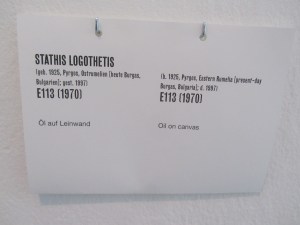 STATHIS LOGOTHETIS
(geb. 1925, Pyrgos, Ostrumelien [heute Burgas,
Bulgarien]; gest. 1997)
E113 (1970)
Öl auf Leinwand
(b. 1925, Pyrgos, Eastern Rumelia [present-day
Burgas, Bulgaria]; d. 1997)
E113 (1970)
Oil on canvas